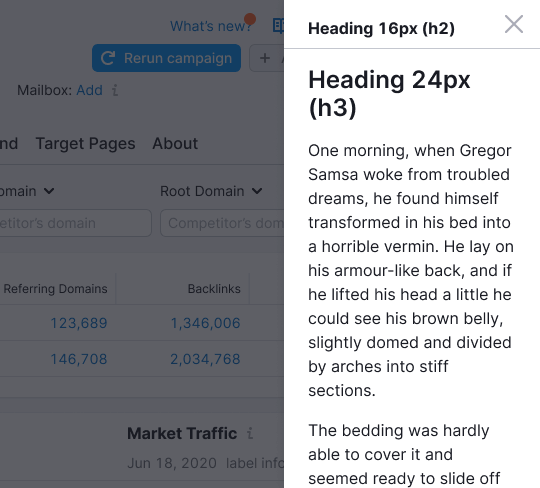 What's new?
Rerun campaign
Mailbox: Add
Target Pages About
Root Domain
Competitor's domain
Referring Domains Backlinks
123,689 1,346,006
146,708 2,034,768
Market Traffic
Jun 18, 2020 label
Heading 16px (h2)
Heading 24px
(h3)
One morning, when Gregor
Samsa woke from troubled
dreams, he found himself
transformed in his bed into
a horrible vermin. He lay on
his armour-like back, and if
he lifted his head a little he
could see his brown belly,
slightly domed and divided
by arches into stiff
sections.
The bedding was hardly
able to cover it and
seemed ready to slide off